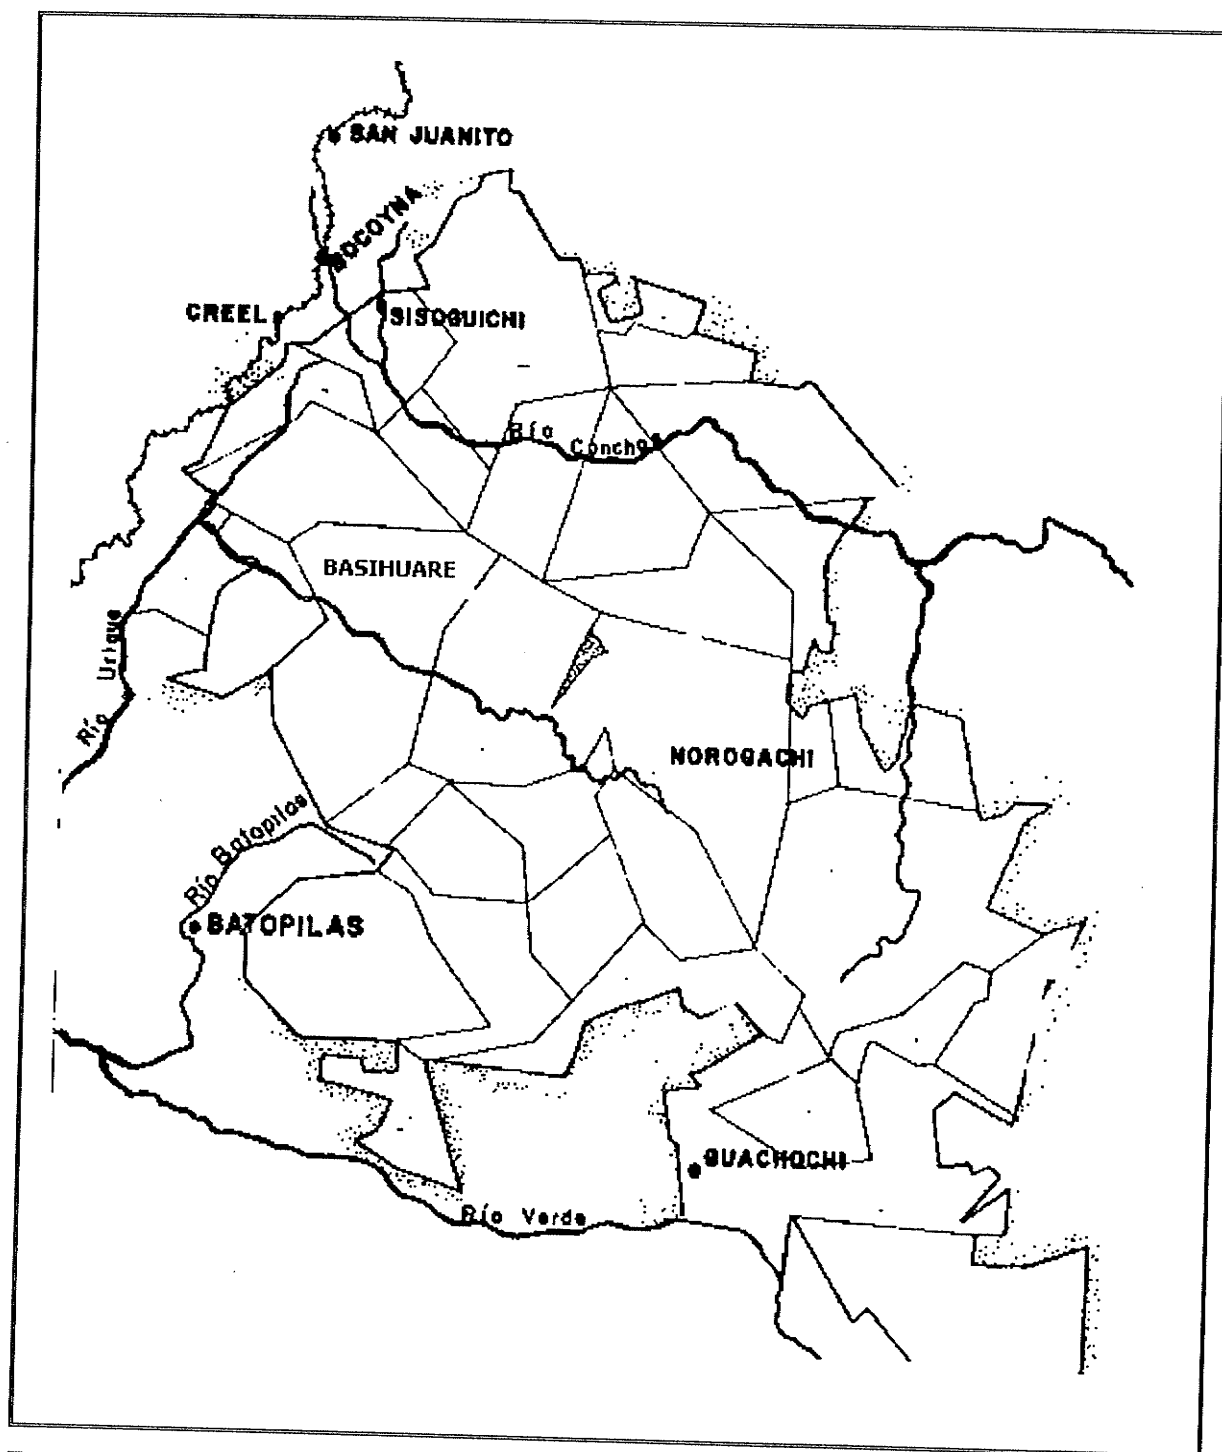 SAN JUANITO
BOCOYNA
CREEL
SISOGUICHI
Río Conchos
BASIHUARE
Río Urique
NOROGACHI
Río Batopilas
BATOPILAS
GUACHOCHI
Río Verde